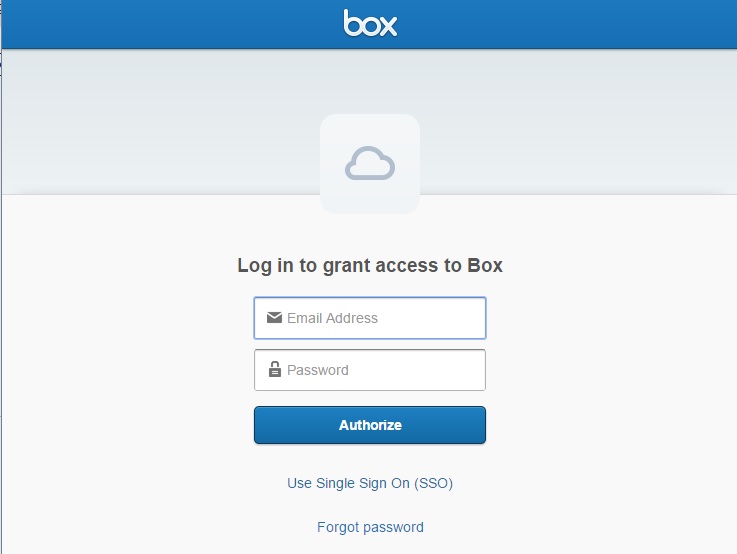 box
Log in to grant access to Box
Email Address
Password
Authorize
Use Single Sign On (SSO)
Forgot password